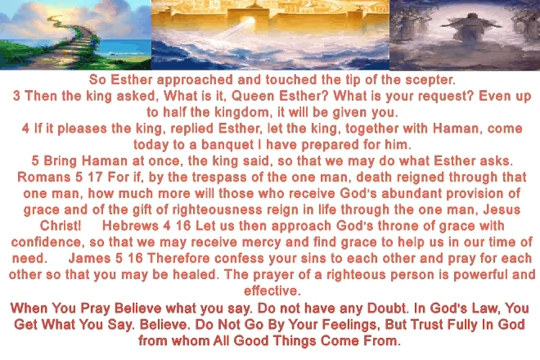 So Esther approached and touched the tip of the scepter.
3 Then the king asked, What is it, Queen Esther? What is your request? Even up
to half the kingdom, it will be given you.
4 If it pleases the king, replied Esther, let the king, together with Haman, come
today to a banquet I have prepared for him.
5 Bring Haman at once, the king said, so that we may do what Esther asks.
Romans 5 17 For if, by the trespass of the one man, death reigned through that
one man, how much more will those who receive God's abundant provision of
grace and of the gift of righteousness reign in life through the one man, Jesus
Christ! Hebrews 4 16 Let us then approach God's throne of grace with
confidence, so that we may receive mercy and find grace to help us in our time of
need. James 5 16 Therefore confess your sins to each other and pray for each
other so that you may be healed. The prayer of a righteous person is powerful and
effective.
When You Pray Believe what you say. Do not have any Doubt. In God's Law, You
Get What You Say. Believe. Do Not Go By Your Feelings, But Trust Fully In God
from whom All Good Things Come From.